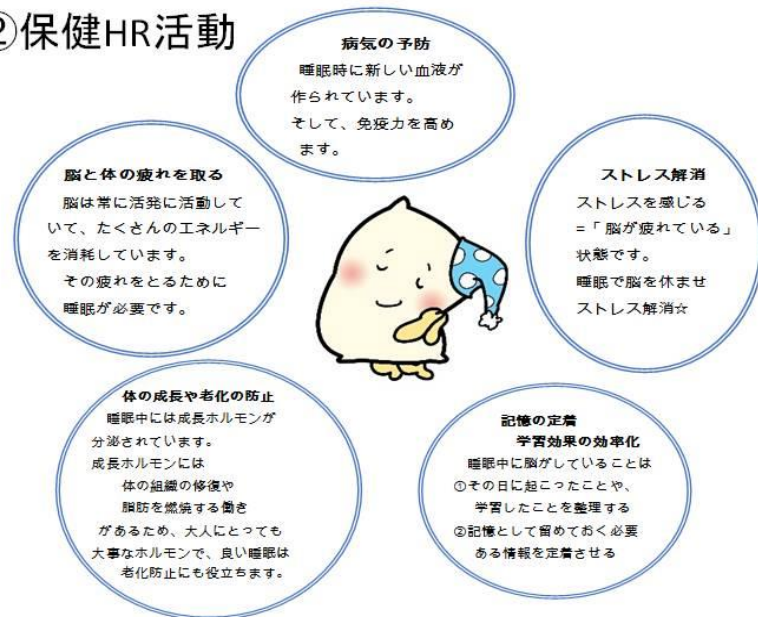 ②保健HR活動
病気の予防
睡眠時に新しい血液が
作られています。
そして、免疫力を高め
ます。
脳と体の疲れを取る
脳は常に活発に活動して
いて、たくさんのエネルギー
を消耗しています。
その疲れをとるために
睡眠が必要です。
ストレス解消
ストレスを感じる
=「脳が疲れている」
状態です。
睡眠で脳を休ませ
ストレス解消☆
体の成長や老化の防止
睡眠中には成長ホルモンが
分泌されています。
成長ホルモンには
体の組織の修復や
脂肪を燃焼する働き
があるため、大人にとっても
大事なホルモンで、良い睡眠は
老化防止にも役立ちます。
記憶の定着
学習効果の効率化
睡眠中に脳がしていることは
①その日に起こったことや、
学習したことを整理する
②記憶として留めておく必要
ある情報を定着させる